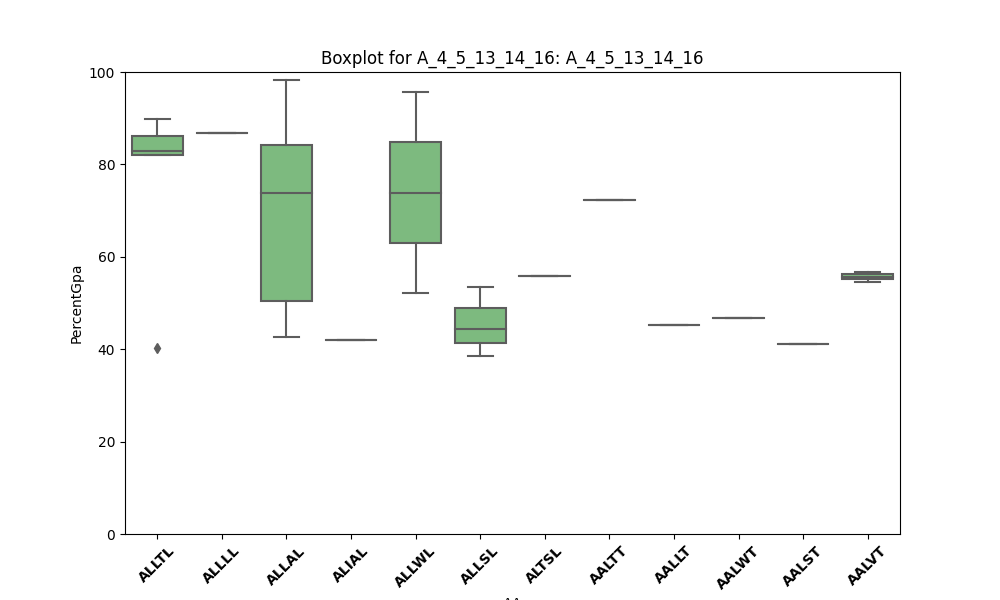 Boxplot for A_4_5_13_14_16: A_4_5_13_14_16
PercentGpa
100
80
60
40
20
0
ALLTL
ALLLL
ALLAL
ALIAL
ALLWL
ALLSL
ALTSL
AALTT
AALLT
AALWT
AALST
AALVT